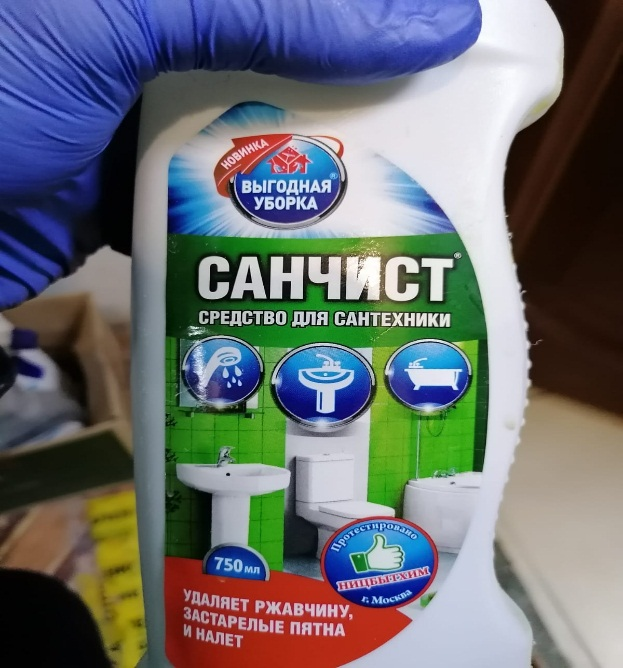 НОВИНКА
ВЫГОДНАЯ
УБОРКА®
САНЧИСТ®
СРЕДСТВО ДЛЯ САНТЕХНИКИ
750 мл
Протестировано
НИЦБЫТХИМ
г. Москва
УДАЛЯЕТ РЖАВЧИНУ,
ЗАСТАРЕЛЫЕ ПЯТНА
И НАЛЕТ